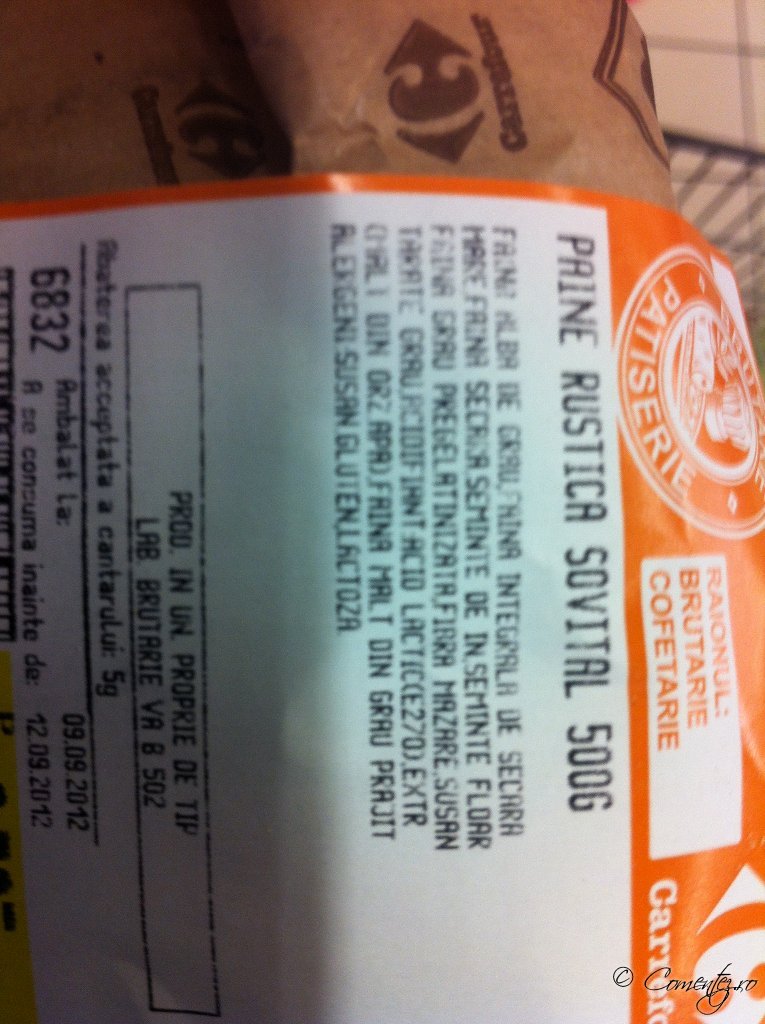 Carrefour
Carrefour
PATISERIE
RAIONUL:
BRUTARIE
COFETARIE
PAINE RUSTICA SOVITAL 500G
FAINA ALBA DE GRAU,FAINA INTEGRALA DE SECARA
MARE,FAINA SECARA,SEMINTE DE IN,SEMINTE FLOAR
FAINA GRAU PREGELATINIZATA,FIBRA MAZARE,SUSAN
TARATE GRAU,ACIDIFIANT ACID LACTIC(E270),EXTR
(MALT DIN ORZ,APA),FAINA MALT DIN GRAU PRAJIT
ALERGENI SUSAN,GLUTEN,LACTOZA
PROD. IN UN PROPRIE DE TIP
LAB BRUTARIE VA 8 502
Abaterea acceptata a cantarului: 5g
6832 Ambalat la: 09.09.2012
A se consuma inainte de: 12.09.2012
© Comentez.ro